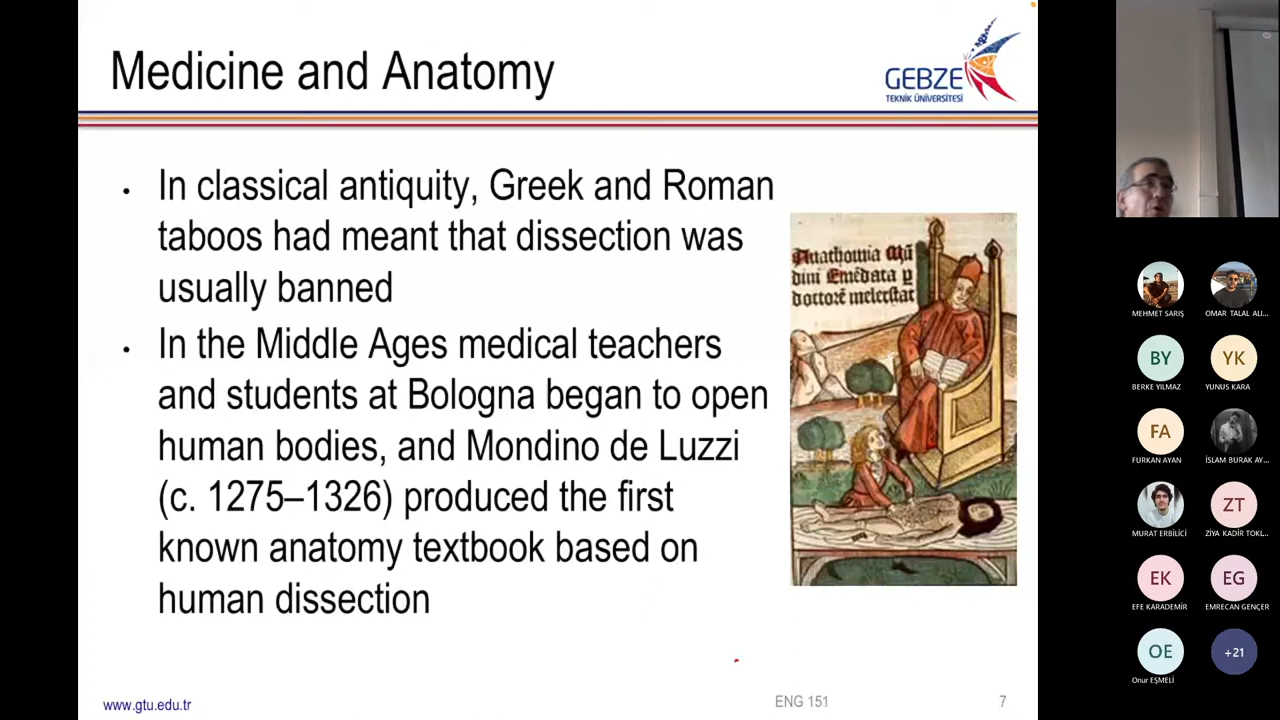 Medicine and Anatomy
GEBZE
TEKNİK ÜNİVERSİTESİ
• In classical antiquity, Greek and Roman
taboos had meant that dissection was
usually banned
• In the Middle Ages medical teachers
and students at Bologna began to open
human bodies, and Mondino de Luzzi
(c. 1275–1326) produced the first
known anatomy textbook based on
human dissection
www.gtu.edu.tr
ENG 151
7
MEHMET SARIŞ
OMAR TALAL ALI...
BY
YK
BERKE YILMAZ
YUNUS KARA
FA
FURKAN AYAN
İSLAM BURAK AY...
ZT
MURAT ERBİLİCİ
ZİYA KADİR TOKL...
EK
EG
EFE KARADEMİR
EMRECAN GENÇER
OE
+21
Onur EŞMELİ